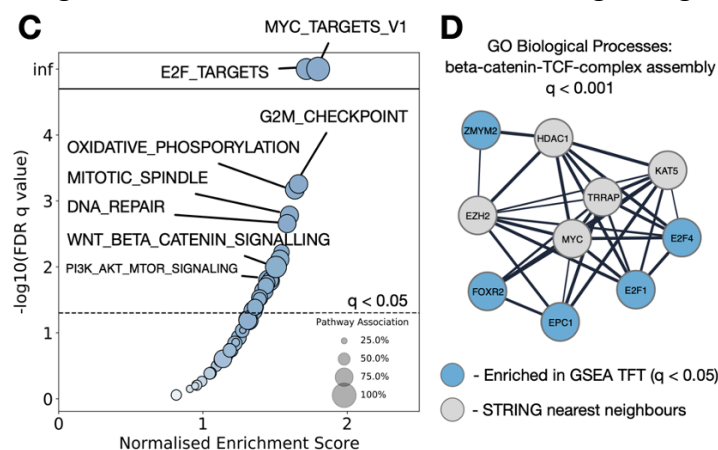 C
MYC_TARGETS_V1
inf
E2F_TARGETS
G2M_CHECKPOINT
4
OXIDATIVE_PHOSPORYLATION
MITOTIC_SPINDLE
3
DNA_REPAIR
WNT_BETA_CATENIN_SIGNALLING
2
PI3K_AKT_MTOR_SIGNALING
q < 0.05
Pathway Association
25.0%
50.0%
75.0%
100%
1
0
-log10(FDR q value)
0 1 2
Normalised Enrichment Score
D
GO Biological Processes:
beta-catenin-TCF-complex assembly
q < 0.001
ZMYM2
HDAC1
KAT5
TRRAP
EZH2
MYC
E2F4
FOXR2
E2F1
EPC1
- Enriched in GSEA TFT (q < 0.05)
- STRING nearest neighbours